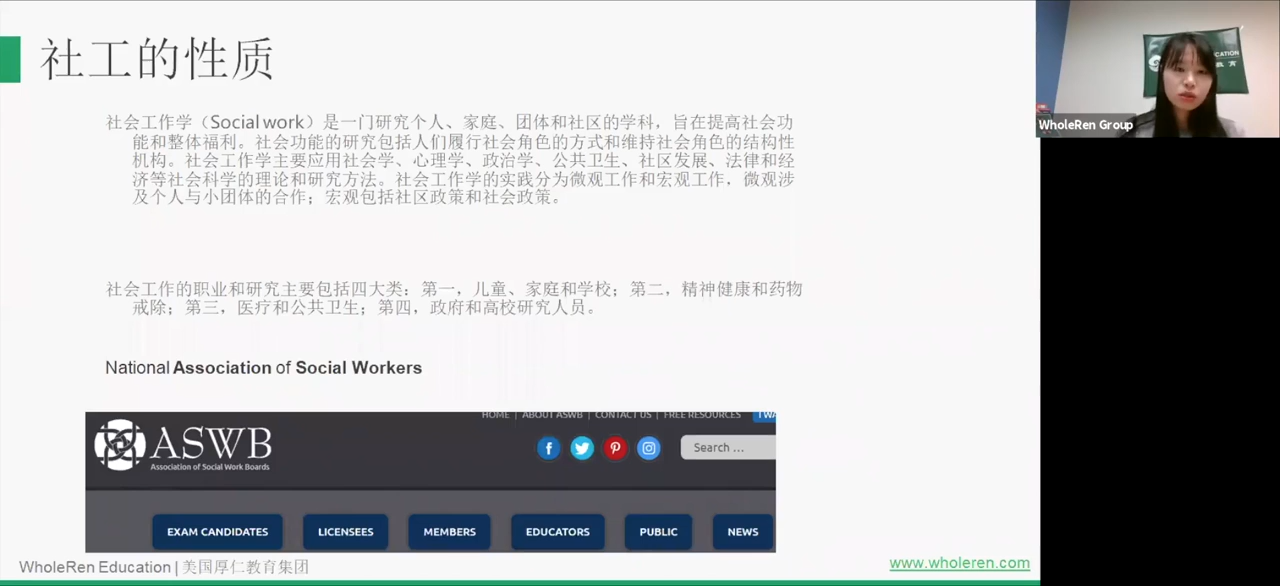 社工的性质
社会工作学（Social work）是一门研究个人、家庭、团体和社区的学科，旨在提高社会功
能和整体福利。社会功能的研究包括人们履行社会角色的方式和维持社会角色的结构性
机构。社会工作学主要应用社会学、心理学、政治学、公共卫生、社区发展、法律和经
济等社会科学的理论和研究方法。社会工作学的实践分为微观工作和宏观工作，微观涉
及个人与小团体的合作；宏观包括社区政策和社会政策。
社会工作的职业和研究主要包括四大类：第一，儿童、家庭和学校；第二，精神健康和药物
戒除；第三，医疗和公共卫生；第四，政府和高校研究人员。
National Association of Social Workers
HOME | ABOUT ASWB | CONTACT US | FREE RESOURCES
ASWB
Association of Social Work Boards
Search ...
EXAM CANDIDATES LICENSEES MEMBERS EDUCATORS PUBLIC NEWS
WholeRen Education | 美国厚仁教育集团
www.wholeren.com
WholeRen Group